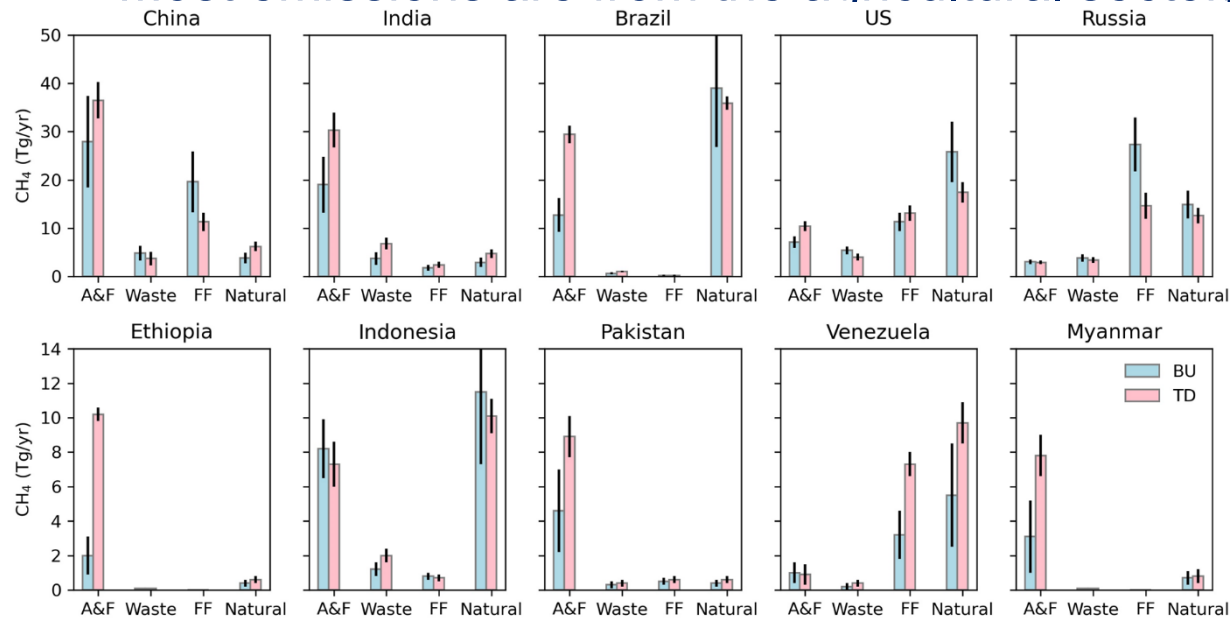 China India Brazil US Russia
50
40
30
20
10
0
CH₄ (Tg/yr)
A&F Waste FF Natural A&F Waste FF Natural A&F Waste FF Natural A&F Waste FF Natural A&F Waste FF Natural
Ethiopia Indonesia Pakistan Venezuela Myanmar
14
12
10
8
6
4
2
0
CH₄ (Tg/yr)
BU
TD
A&F Waste FF Natural A&F Waste FF Natural A&F Waste FF Natural A&F Waste FF Natural A&F Waste FF Natural